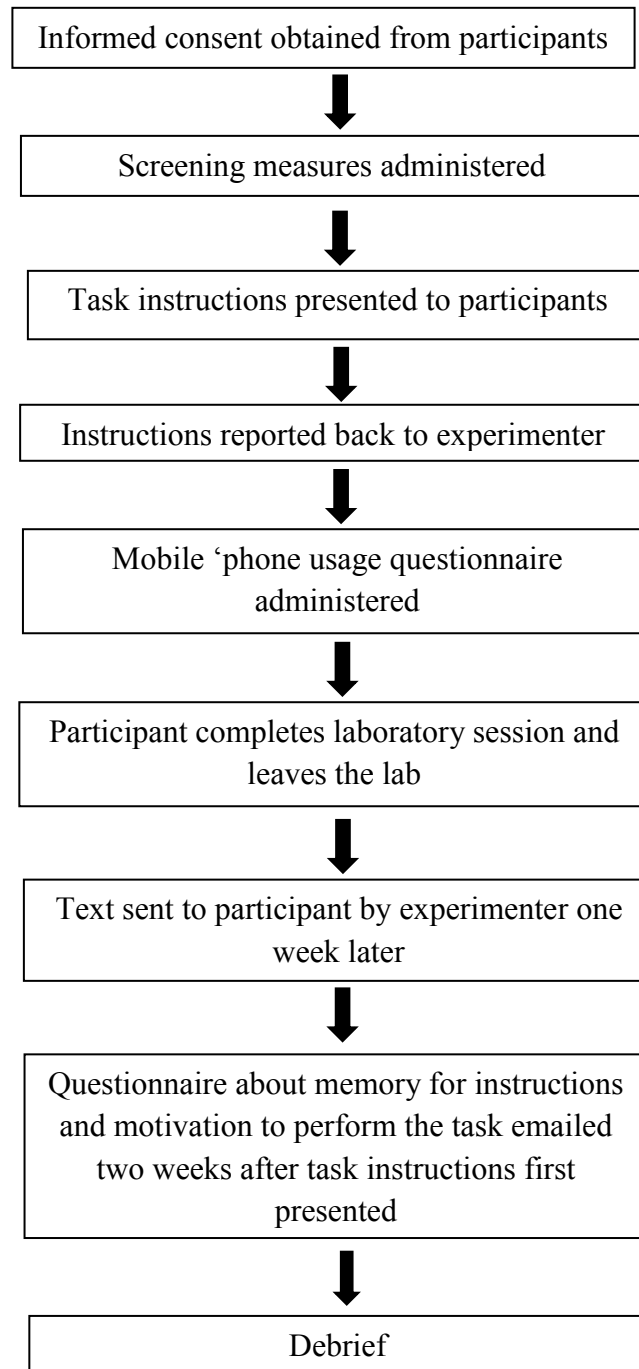 Informed consent obtained from participants
Screening measures administered
Task instructions presented to participants
Instructions reported back to experimenter
Mobile ‘phone usage questionnaire
administered
Participant completes laboratory session and
leaves the lab
Text sent to participant by experimenter one
week later
Questionnaire about memory for instructions
and motivation to perform the task emailed
two weeks after task instructions first
presented
Debrief